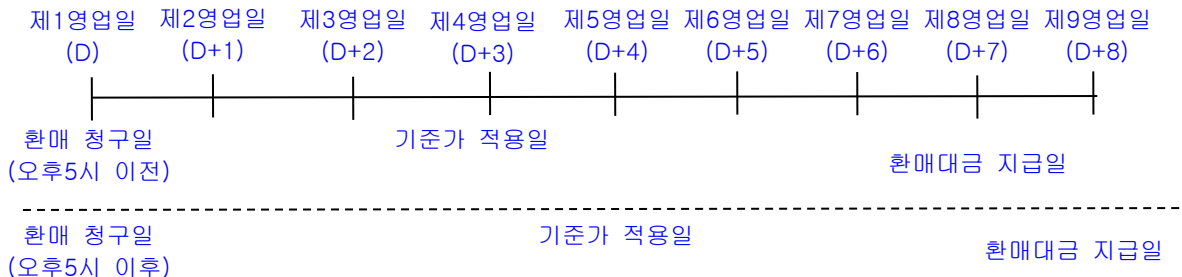 제1영업일 제2영업일 제3영업일 제4영업일 제5영업일 제6영업일 제7영업일 제8영업일 제9영업일
(D) (D+1) (D+2) (D+3) (D+4) (D+5) (D+6) (D+7) (D+8)
환매 청구일 기준가 적용일
(오후5시 이전) 환매대금 지급일
환매 청구일 기준가 적용일
(오후5시 이후) 환매대금 지급일